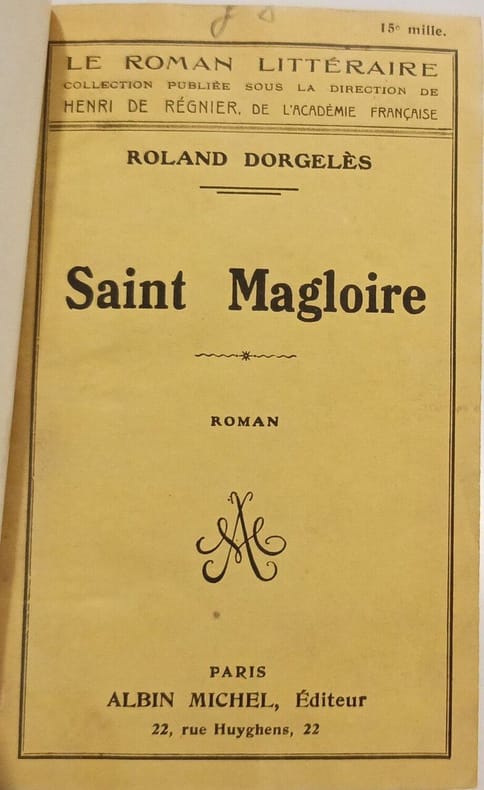 15e mille.
LE ROMAN LITTÉRAIRE
COLLECTION PUBLIÉE SOUS LA DIRECTION DE
HENRI DE RÉGNIER, DE L'ACADÉMIE FRANÇAISE
ROLAND DORGELÈS
Saint Magloire
ROMAN
PARIS
ALBIN MICHEL, Éditeur
22, rue Huyghens, 22